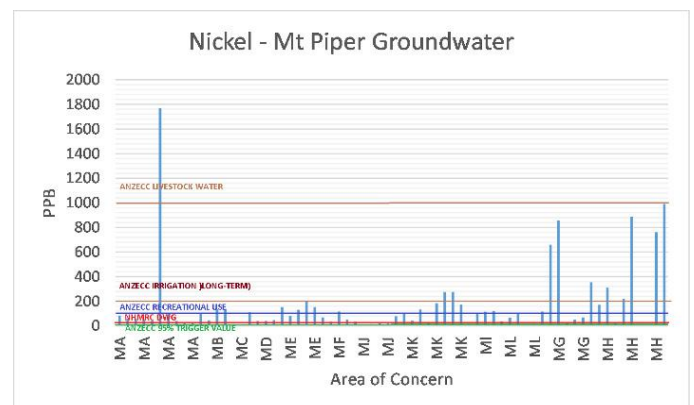 Nickel - Mt Piper Groundwater
PPB
2000
1800
1600
1400
1200
1000
800
600
400
200
0
ANZECC LIVESTOCK WATER
ANZECC IRRIGATION (LONG-TERM)
ANZECC RECREATIONAL USE
NHMRC DWG
ANZECC 95% TRIGGER VALUE
MA
MA
MA
MA
MB
MC
MD
ME
ME
MF
MJ
MJ
MK
MK
MK
MI
ML
ML
MG
MG
MH
MH
MH
Area of Concern